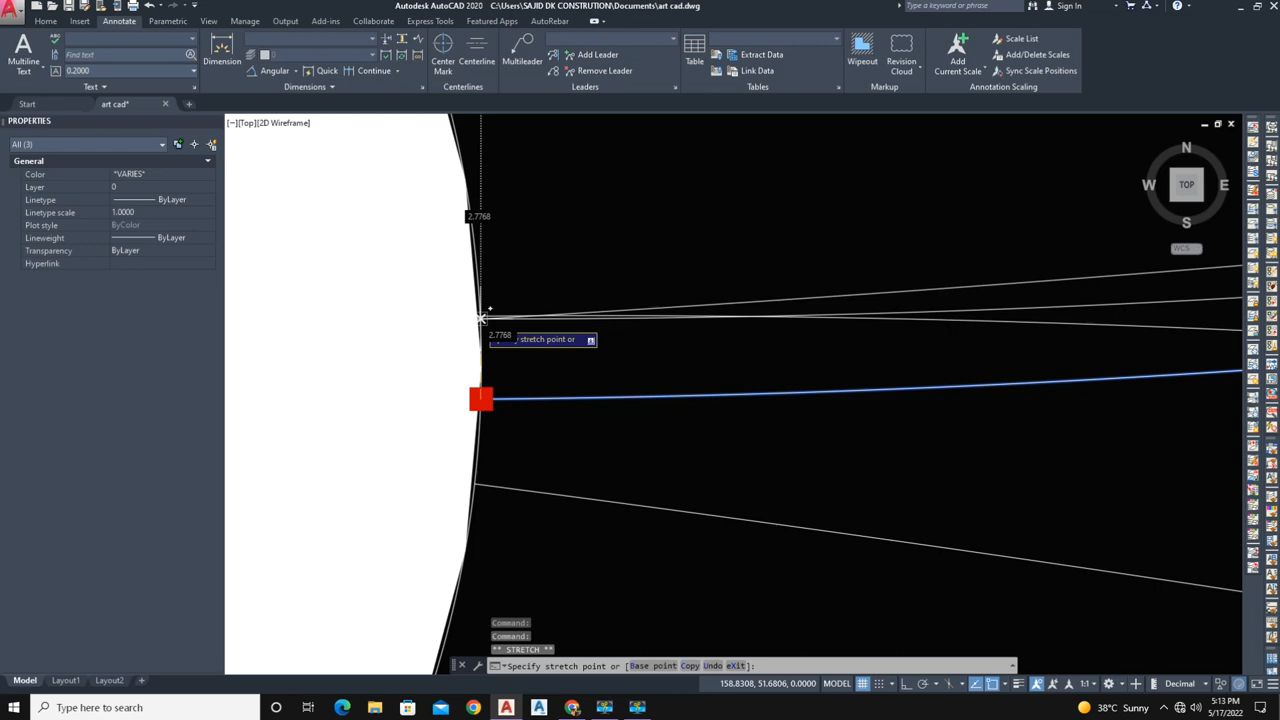 Autodesk AutoCAD 2020 C:\Users\SAJID DK CONSTRUTION\Documents\art cad.dwg
Type a keyword or phrase
Sign In
Home Insert Annotate Parametric View Manage Output Add-ins Collaborate Express Tools Featured Apps AutoRebar
Multiline
Text
Find text
0.2000
Text
Dimension
0
Angular Quick Continue
Dimensions
Center
Mark
Center
Line
Centerlines
Multileader
Add Leader
Remove Leader
Leaders
Table
Extract Data
Link Data
Tables
Wipeout
Revision
Cloud
Markup
Add
Current Scale
Scale List
Add/Delete Scales
Sync Scale Positions
Annotation Scaling
Start
art cad*
PROPERTIES
[−][Top][2D Wireframe]
All (3)
General
Color *VARIES*
Layer 0
Linetype ByLayer
Linetype scale 1.0000
Plot style ByColor
Lineweight ByLayer
Transparency ByLayer
Hyperlink
N
W TOP E
S
WCS
2.7768
2.7768
stretch point or
Command:
Command:
** STRETCH **
Specify stretch point or [Base point Copy Undo eXit]:
Model Layout1 Layout2
158.8308, 51.6806, 0.0000 MODEL
1:1
Decimal
Type here to search
38°C Sunny
5:13 PM
5/17/2022